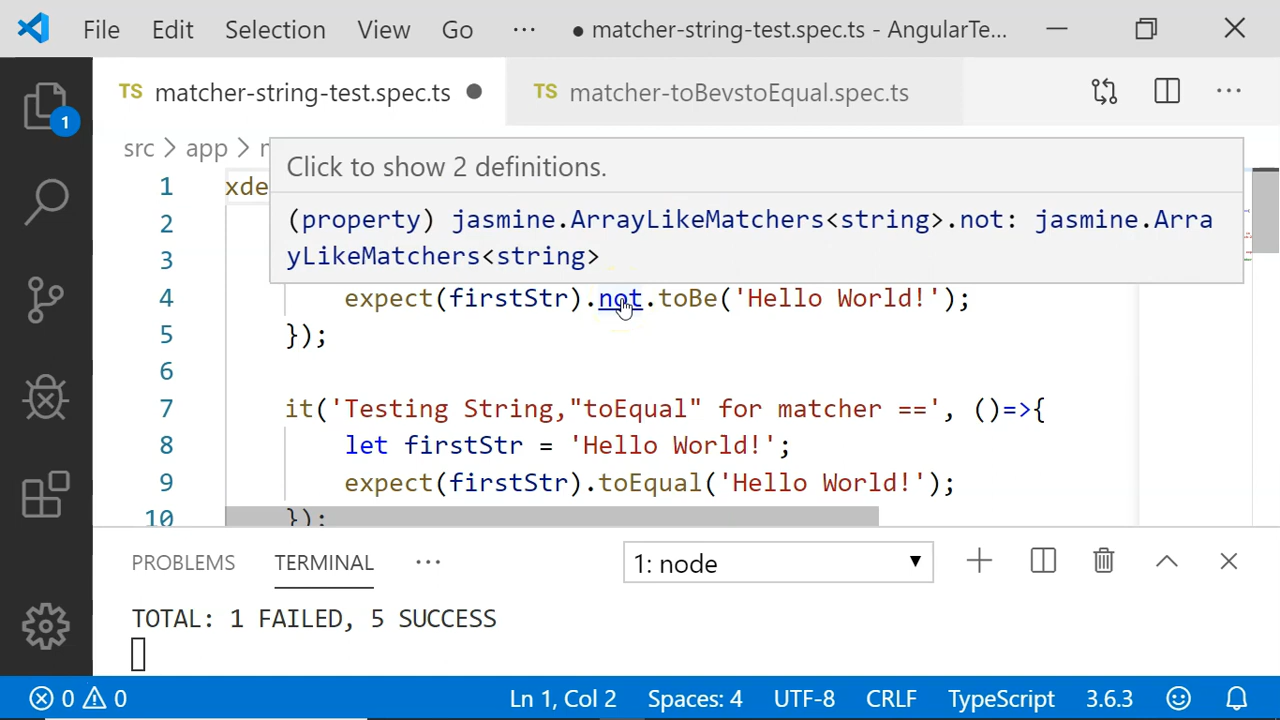 File Edit Selection View Go ··· ● matcher-string-test.spec.ts - AngularTe...
TS matcher-string-test.spec.ts ● TS matcher-toBevstoEqual.spec.ts ···
src > app >
Click to show 2 definitions.
(property) jasmine.ArrayLikeMatchers<string>.not: jasmine.Arra
yLikeMatchers<string>
1 xde
2
3
4 expect(firstStr).not.toBe('Hello World!');
5 });
6
7 it('Testing String,"toEqual" for matcher ==', ()=>{
8 let firstStr = 'Hello World!';
9 expect(firstStr).toEqual('Hello World!');
10 });
PROBLEMS TERMINAL ··· 1: node
TOTAL: 1 FAILED, 5 SUCCESS
0 0 Ln 1, Col 2 Spaces: 4 UTF-8 CRLF TypeScript 3.6.3